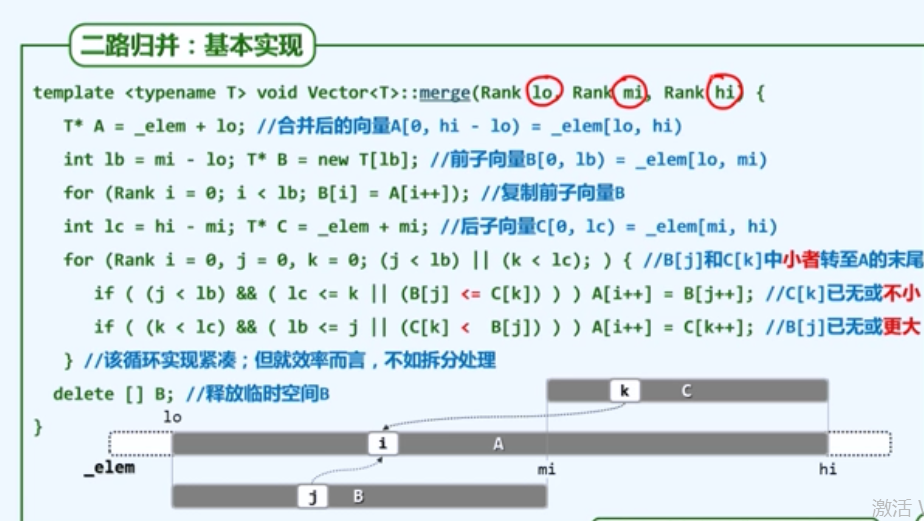 二路归并：基本实现
template <typename T> void Vector<T>::merge(Rank lo, Rank mi, Rank hi) {
T* A = _elem + lo; //合并后的向量A[0, hi - lo) = _elem[lo, hi)
int lb = mi - lo; T* B = new T[lb]; //前子向量B[0, lb) = _elem[lo, mi)
for (Rank i = 0; i < lb; B[i] = A[i++]); //复制前子向量B
int lc = hi - mi; T* C = _elem + mi; //后子向量C[0, lc) = _elem[mi, hi)
for (Rank i = 0, j = 0, k = 0; (j < lb) || (k < lc); ) { //B[j]和C[k]中小者转至A的末尾
if ( (j < lb) && ( lc <= k || (B[j] <= C[k]) ) ) A[i++] = B[j++]; //C[k]已无或不小
if ( (k < lc) && ( lb <= j || (C[k] < B[j]) ) ) A[i++] = C[k++]; //B[j]已无或更大
} //该循环实现紧凑；但就效率而言，不如拆分处理
delete [] B; //释放临时空间B
}
k C
lo
i A
_elem mi hi
j B
激活